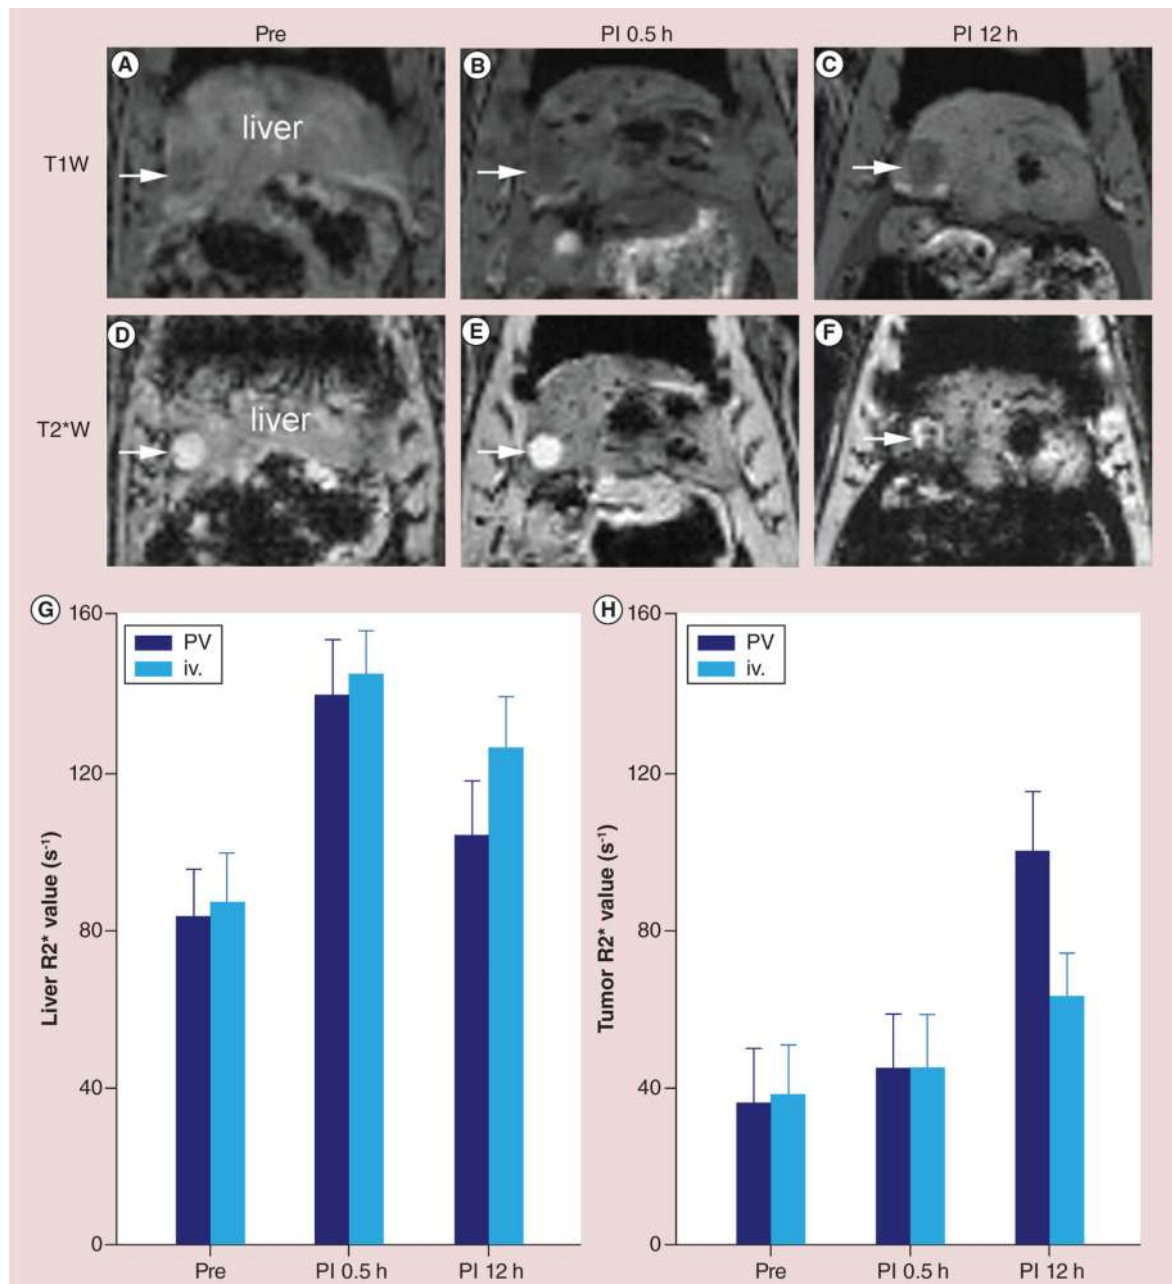 Pre PI 0.5 h PI 12 h
A B C
liver
T1W
D E F
liver
T2*W
G
160
PV
iv.
120
80
40
0
Liver R2* value (s⁻¹)
Pre PI 0.5 h PI 12 h
H
160
PV
iv.
120
80
40
0
Tumor R2* value (s⁻¹)
Pre PI 0.5 h PI 12 h